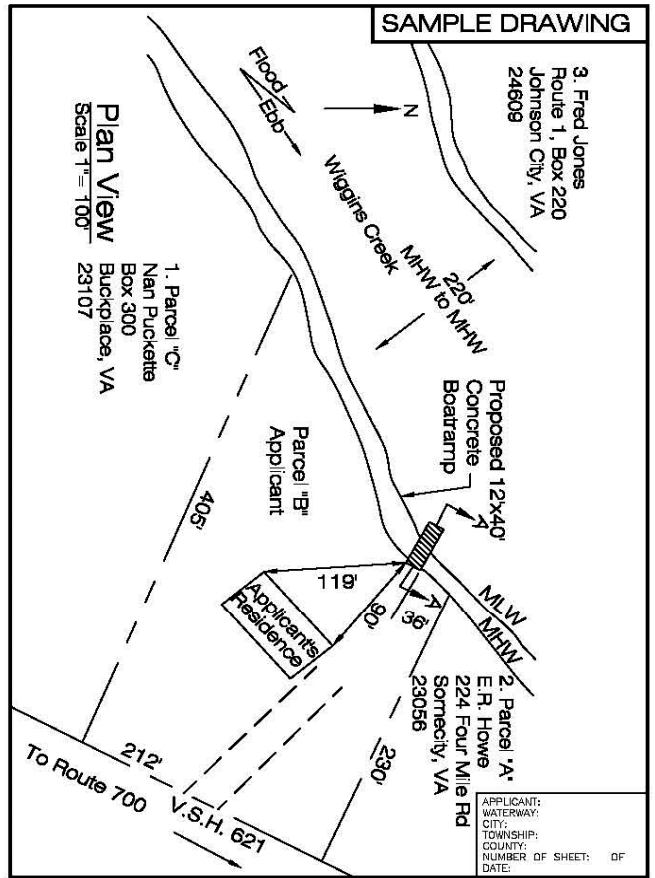 SAMPLE DRAWING
3. Fred Jones
Route 1, Box 220
Johnson City, VA
24609
Flood
Ebb
N
Wiggins Creek
220'
MHW to MHW
Plan View
Scale 1" = 100'
1. Parcel "C"
Nan Puckette
Box 300
Buckplace, VA
23107
Proposed 12'x40'
Concrete
Boatramp
Parcel "B"
Applicant
A
A
MLW
MHW
405'
119'
90'
36'
Applicant's
Residence
2. Parcel "A"
E.R. Howe
224 Four Mile Rd
Somecity, VA
23056
230'
212'
To Route 700
V.S.H. 621
APPLICANT:
WATERWAY:
CITY:
TOWNSHIP:
COUNTY:
NUMBER OF SHEET: OF
DATE: